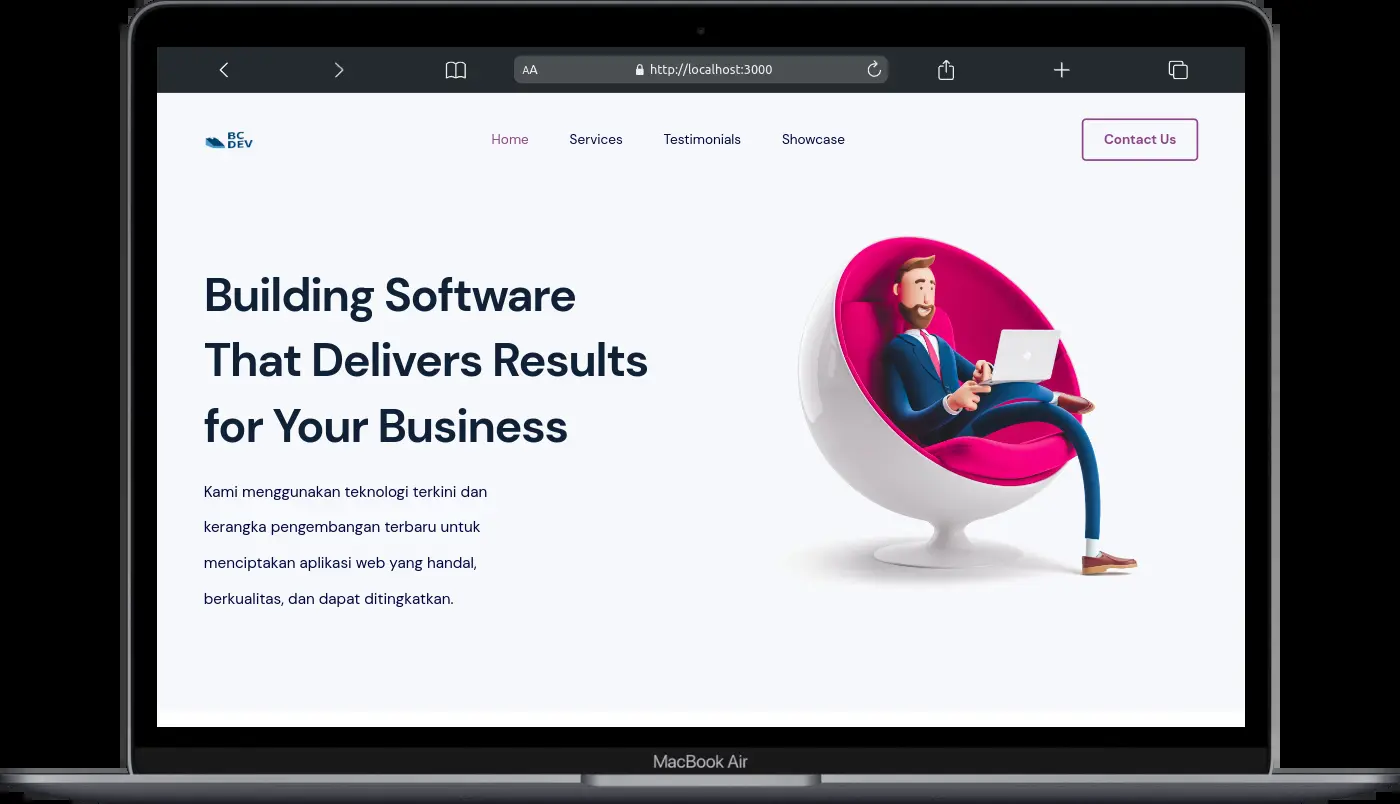 AA http://localhost:3000
BC
DEV
Home Services Testimonials Showcase Contact Us
Building Software
That Delivers Results
for Your Business
Kami menggunakan teknologi terkini dan
kerangka pengembangan terbaru untuk
menciptakan aplikasi web yang handal,
berkualitas, dan dapat ditingkatkan.
MacBook Air